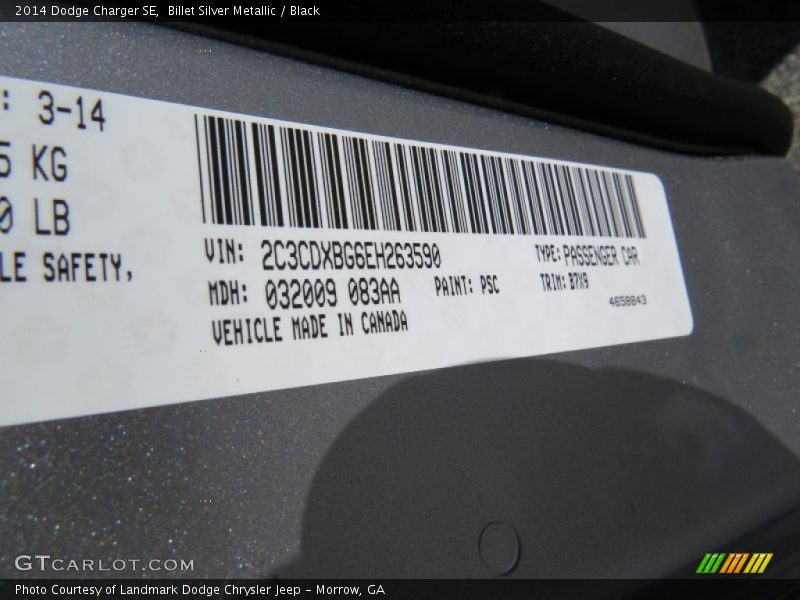 2014 Dodge Charger SE, Billet Silver Metallic / Black
: 3-14
5 KG
0 LB
LE SAFETY,
VIN: 2C3CDXBG6EH263590
TYPE: PASSENGER CAR
MDH: 032009 083AA
PAINT: PSC
TRIM: B7X9
VEHICLE MADE IN CANADA
4658843
GTCARLOT.COM
Photo Courtesy of Landmark Dodge Chrysler Jeep - Morrow, GA